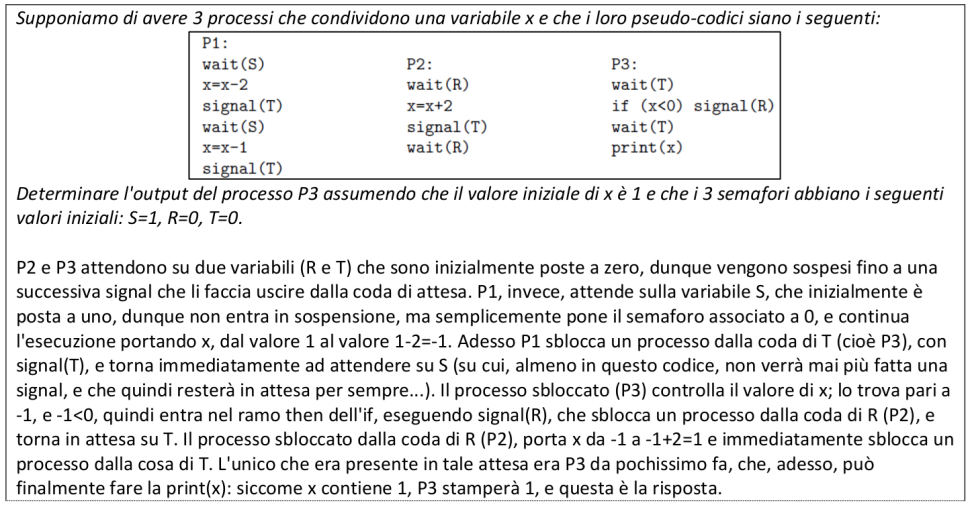 Supponiamo di avere 3 processi che condividono una variabile x e che i loro pseudo-codici siano i seguenti:
P1:
wait(S) P2: P3:
x=x-2 wait(R) wait(T)
signal(T) x=x+2 if (x<0) signal(R)
wait(S) signal(T) wait(T)
x=x-1 wait(R) print(x)
signal(T)
Determinare l'output del processo P3 assumendo che il valore iniziale di x è 1 e che i 3 semafori abbiano i seguenti
valori iniziali: S=1, R=0, T=0.
P2 e P3 attendono su due variabili (R e T) che sono inizialmente poste a zero, dunque vengono sospesi fino a una
successiva signal che li faccia uscire dalla coda di attesa. P1, invece, attende sulla variabile S, che inizialmente è
posta a uno, dunque non entra in sospensione, ma semplicemente pone il semaforo associato a 0, e continua
l'esecuzione portando x, dal valore 1 al valore 1-2=-1. Adesso P1 sblocca un processo dalla coda di T (cioè P3), con
signal(T), e torna immediatamente ad attendere su S (su cui, almeno in questo codice, non verrà mai più fatta una
signal, e che quindi resterà in attesa per sempre...). Il processo sbloccato (P3) controlla il valore di x; lo trova pari a
-1, e -1<0, quindi entra nel ramo then dell'if, eseguendo signal(R), che sblocca un processo dalla coda di R (P2), e
torna in attesa su T. Il processo sbloccato dalla coda di R (P2), porta x da -1 a -1+2=1 e immediatamente sblocca un
processo dalla cosa di T. L'unico che era presente in tale attesa era P3 da pochissimo fa, che, adesso, può
finalmente fare la print(x): siccome x contiene 1, P3 stamperà 1, e questa è la risposta.